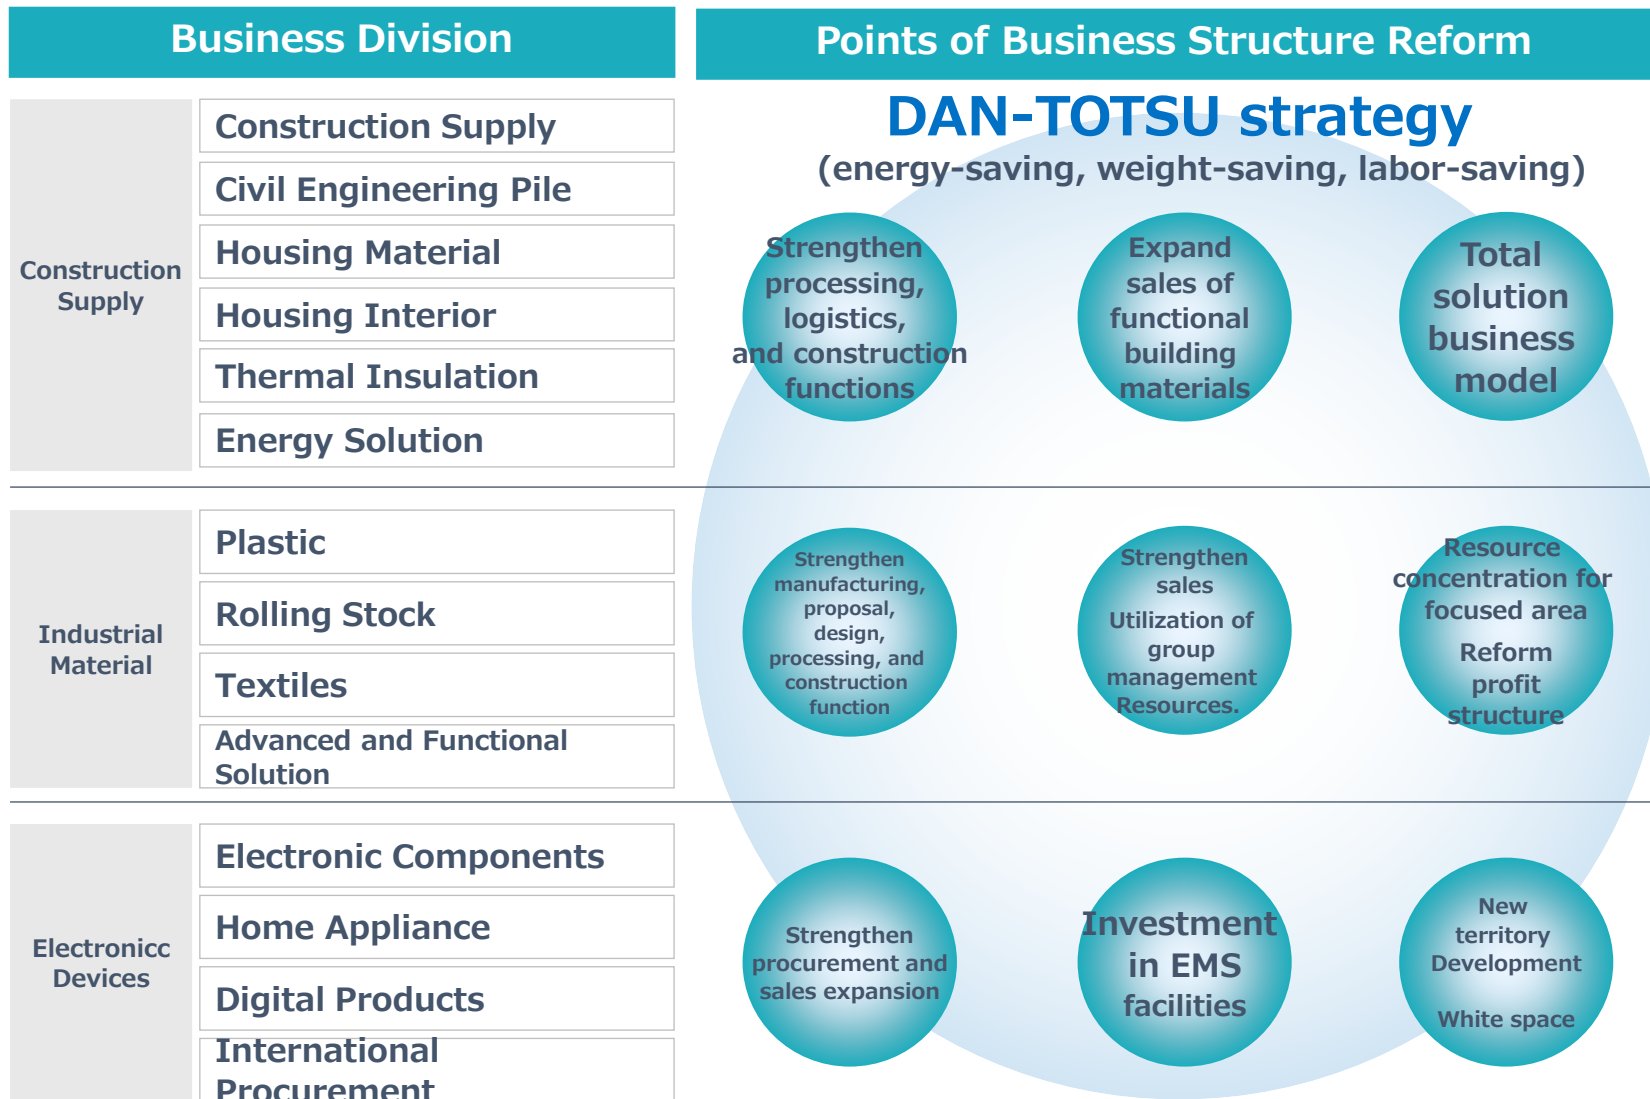 Business Division
Points of Business Structure Reform
DAN-TOTSU strategy
(energy-saving, weight-saving, labor-saving)
Construction
Supply
Construction Supply
Civil Engineering Pile
Housing Material
Housing Interior
Thermal Insulation
Energy Solution
Strengthen
processing,
logistics,
and construction
functions
Expand
sales of
functional
building
materials
Total
solution
business
model
Industrial
Material
Plastic
Rolling Stock
Textiles
Advanced and Functional
Solution
Strengthen
manufacturing,
proposal,
design,
processing, and
construction
function
Strengthen
sales
Utilization of
group
management
Resources.
Resource
concentration for
focused area
Reform
profit
structure
Electronicc
Devices
Electronic Components
Home Appliance
Digital Products
International
Procurement
Strengthen
procurement and
sales expansion
Investment
in EMS
facilities
New
territory
Development
White space